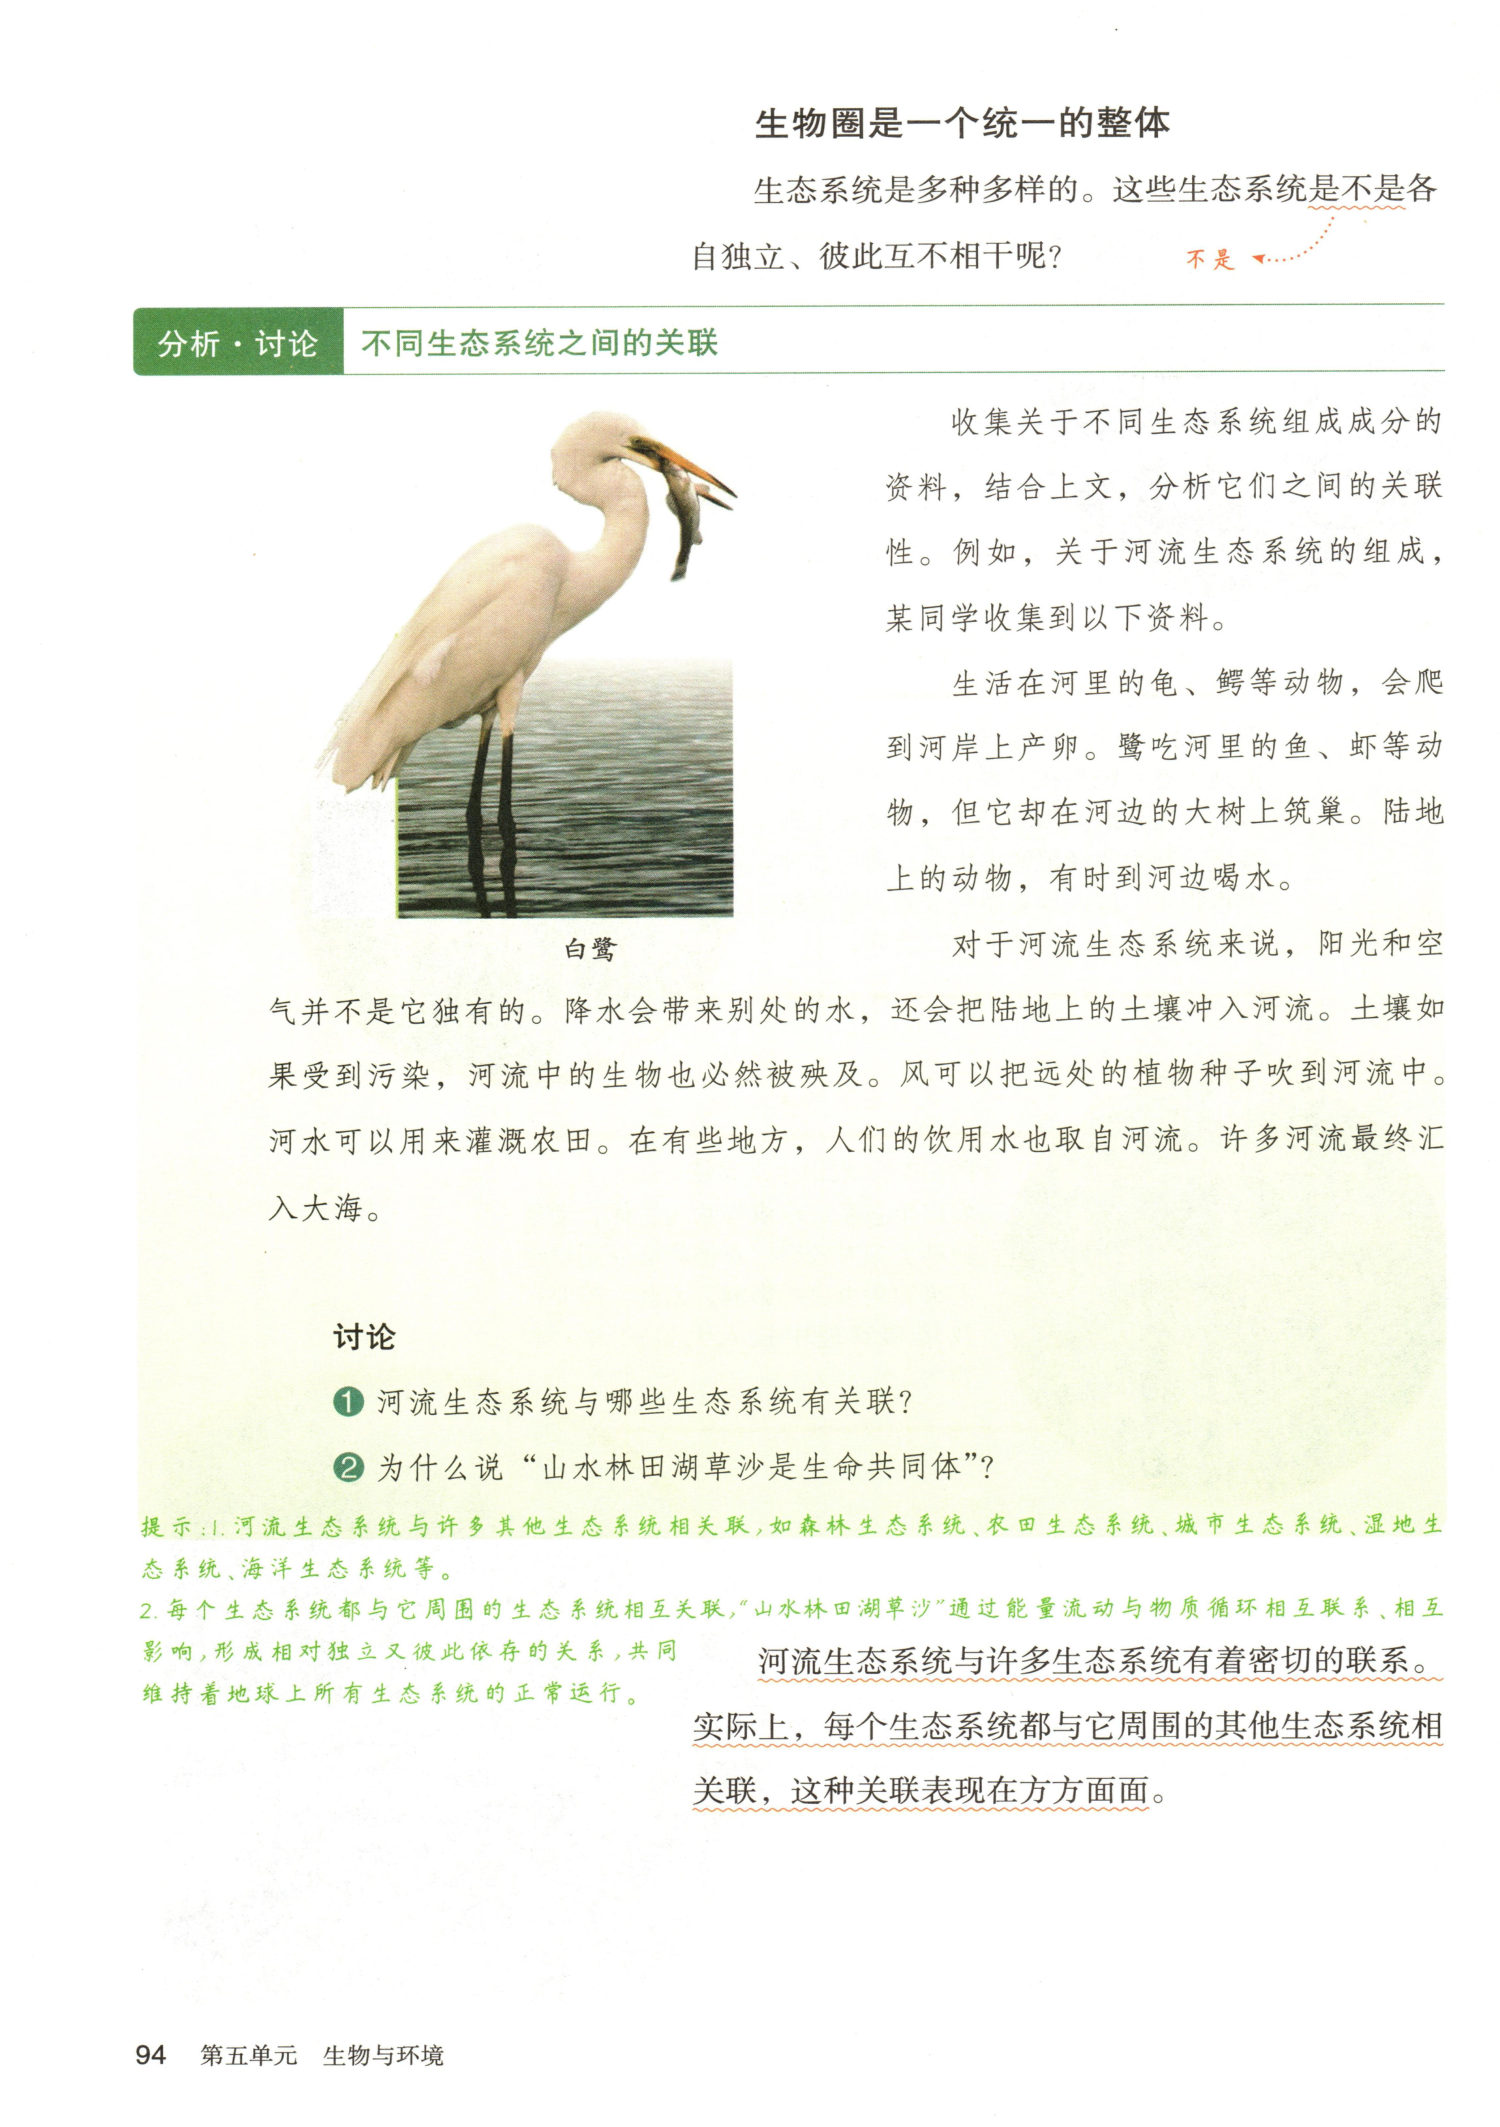 生物圈是一个统一的整体
生态系统是多种多样的。这些生态系统是不是各
自独立、彼此互不相干呢？
不是
分析·讨论
不同生态系统之间的关联
收集关于不同生态系统组成成分的
资料，结合上文，分析它们之间的关联
性。例如，关于河流生态系统的组成，
某同学收集到以下资料。
生活在河里的龟、鳄等动物，会爬
到河岸上产卵。鹭吃河里的鱼、虾等动
物，但它却在河边的大树上筑巢。陆地
上的动物，有时到河边喝水。
白鹭
对于河流生态系统来说，阳光和空
气并不是它独有的。降水会带来别处的水，还会把陆地上的土壤冲入河流。土壤如
果受到污染，河流中的生物也必然被殃及。风可以把远处的植物种子吹到河流中。
河水可以用来灌溉农田。在有些地方，人们的饮用水也取自河流。许多河流最终汇
入大海。
讨论
1 河流生态系统与哪些生态系统有关联？
2 为什么说“山水林田湖草沙是生命共同体”？
提示：1.河流生态系统与许多其他生态系统相关联，如森林生态系统、农田生态系统、城市生态系统、湿地生
态系统、海洋生态系统等。
2.每个生态系统都与它周围的生态系统相互关联，“山水林田湖草沙”通过能量流动与物质循环相互联系、相互
影响，形成相对独立又彼此依存的关系，共同
维持着地球上所有生态系统的正常运行。
河流生态系统与许多生态系统有着密切的联系。
实际上，每个生态系统都与它周围的其他生态系统相
关联，这种关联表现在方方面面。
94 第五单元 生物与环境